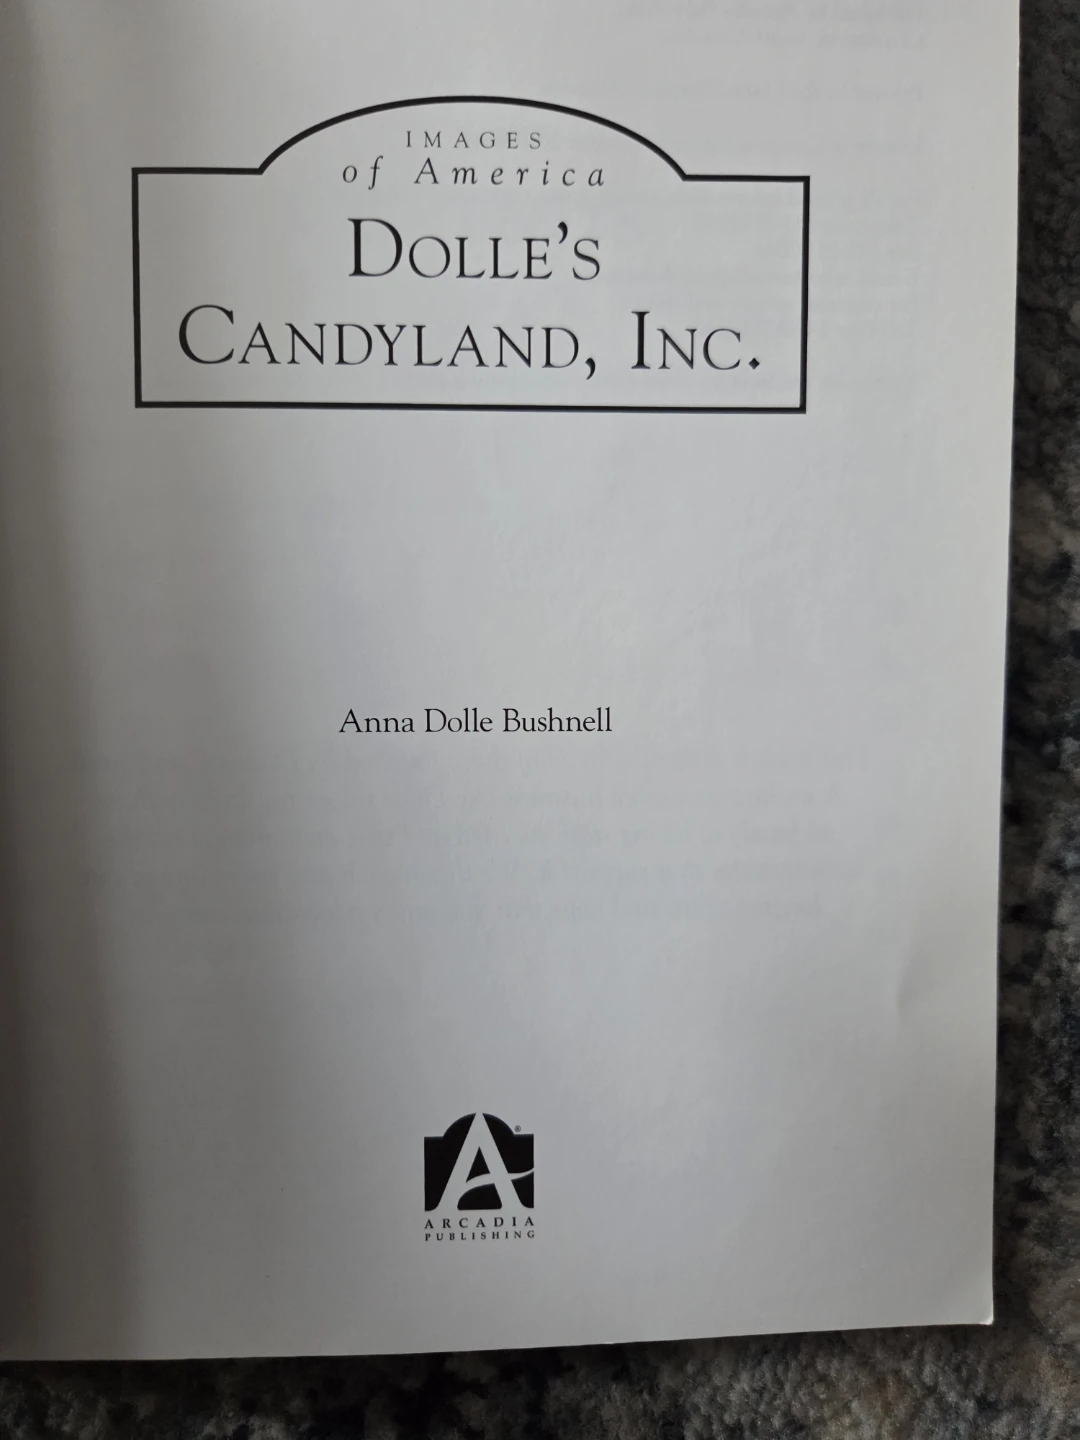 IMAGES
of America
DOLLE'S
CANDYLAND, INC.
Anna Dolle Bushnell
ARCADIA
PUBLISHING